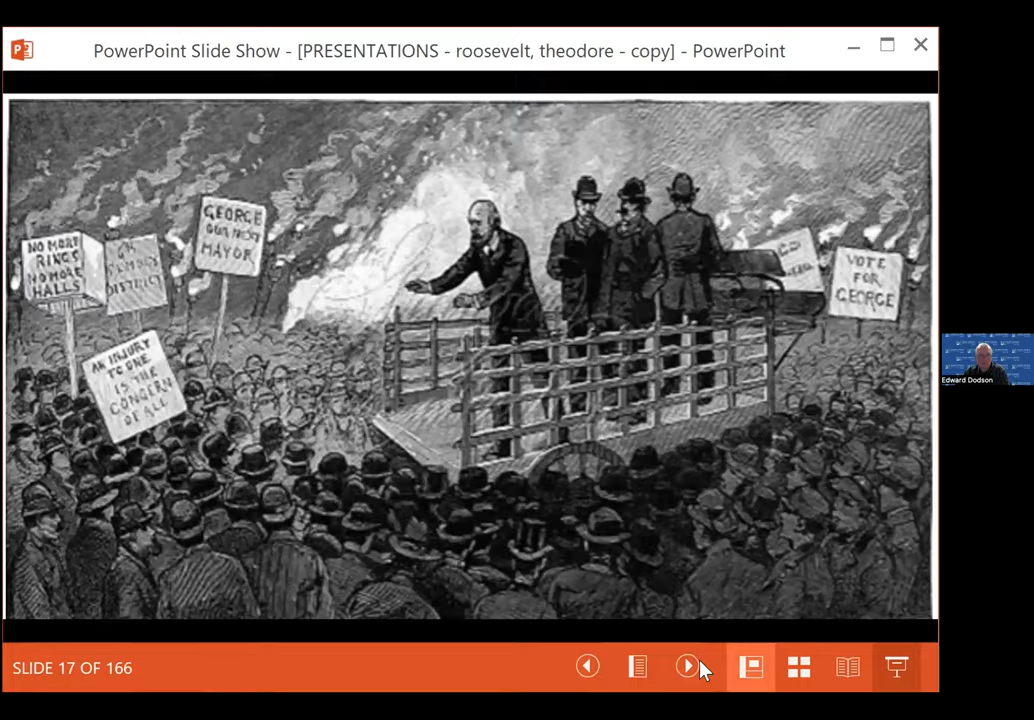 PowerPoint Slide Show - [PRESENTATIONS - roosevelt, theodore - copy] - PowerPoint
NO MORE
RINGS
NO MORE
HALLS
DISTRICT
GEORGE
OUR NEXT
MAYOR
AN INJURY
TO ONE
IS THE
CONCERN
OF ALL
VOTE
FOR
GEORGE
Edward Dodson
SLIDE 17 OF 166